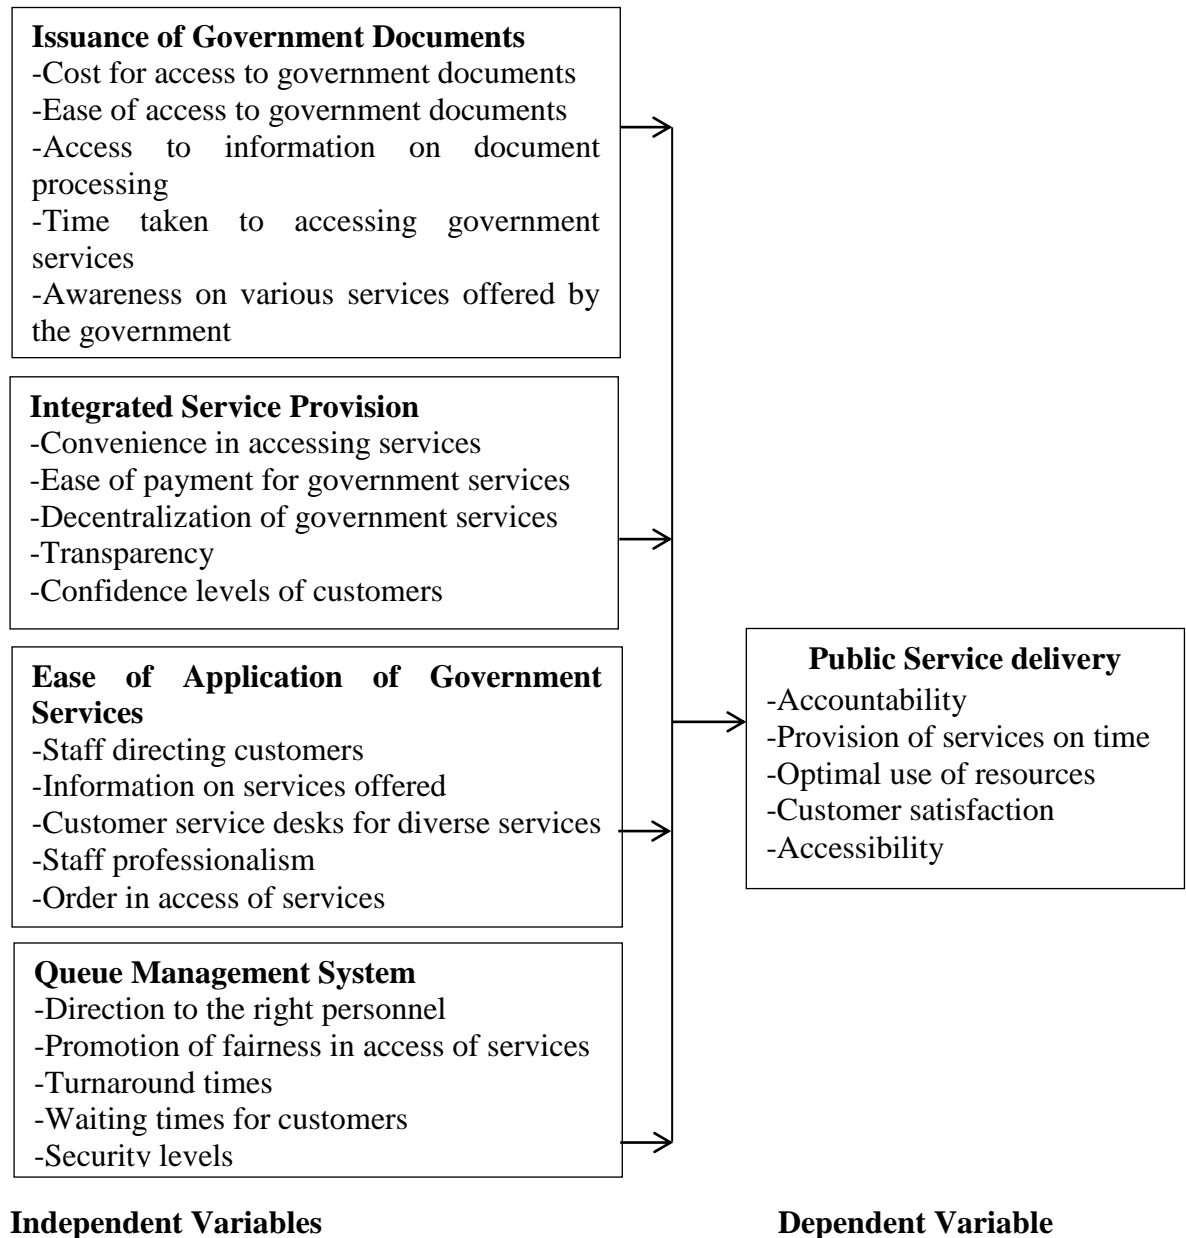 Issuance of Government Documents
-Cost for access to government documents
-Ease of access to government documents
-Access to information on document
processing
-Time taken to accessing government
services
-Awareness on various services offered by
the government
Integrated Service Provision
-Convenience in accessing services
-Ease of payment for government services
-Decentralization of government services
-Transparency
-Confidence levels of customers
Ease of Application of Government
Services
-Staff directing customers
-Information on services offered
-Customer service desks for diverse services
-Staff professionalism
-Order in access of services
Queue Management System
-Direction to the right personnel
-Promotion of fairness in access of services
-Turnaround times
-Waiting times for customers
-Security levels
Public Service delivery
-Accountability
-Provision of services on time
-Optimal use of resources
-Customer satisfaction
-Accessibility
Independent Variables
Dependent Variable